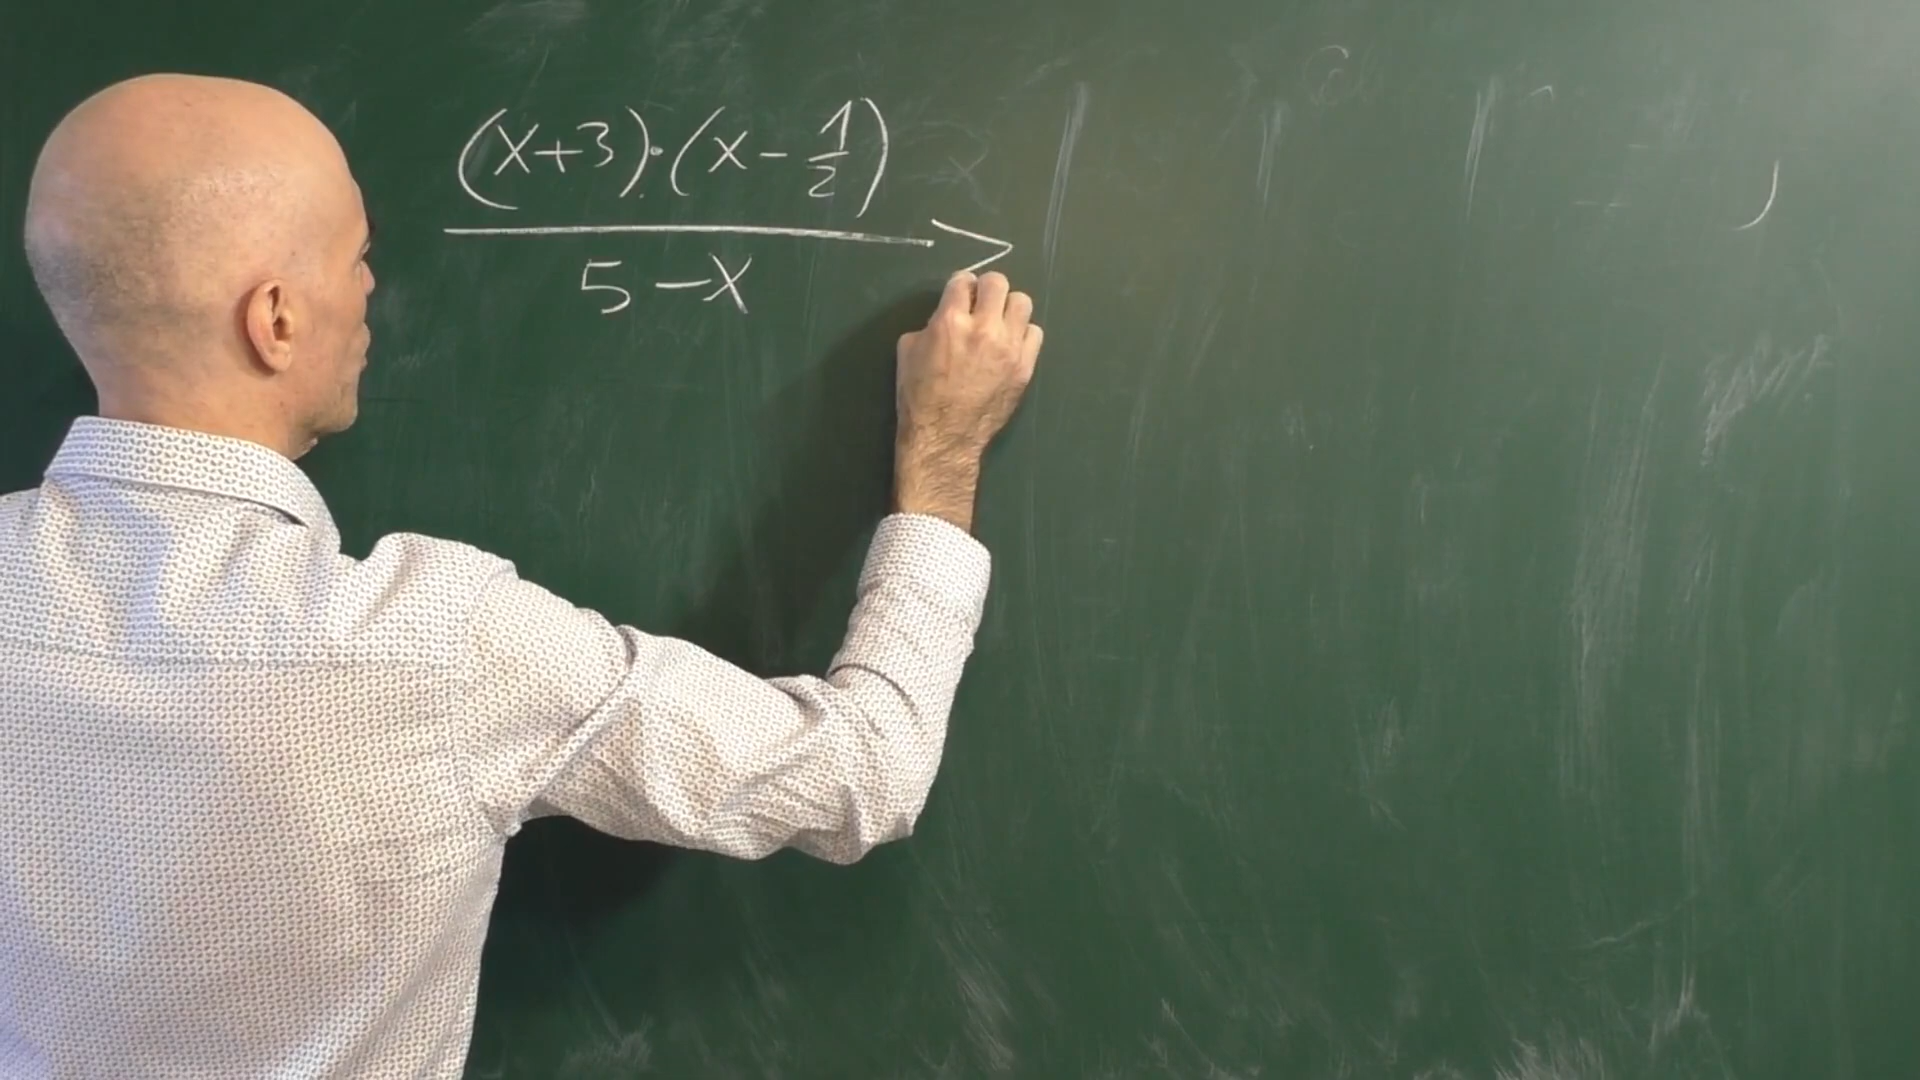 (x+3)·(x-1/2)
5-x >